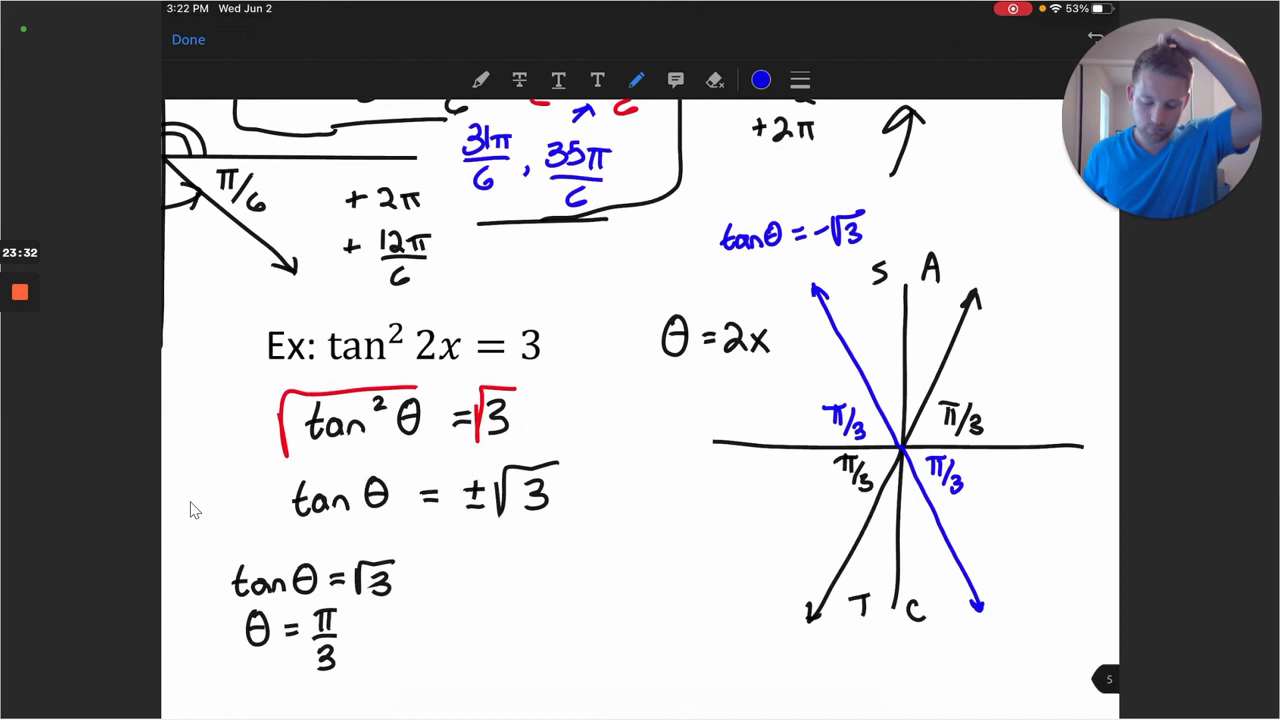 3:22 PM Wed Jun 2
53%
Done
31π/6 , 35π/6
+2π
π/6
+ 2π
+ 12π/6
23:32
tanθ = -√3
S A
θ = 2x
Ex: tan² 2x = 3
√tan² θ = √3
tan θ = ±√3
π/3 π/3
π/3 π/3
tanθ = √3
θ = π/3
T C
5